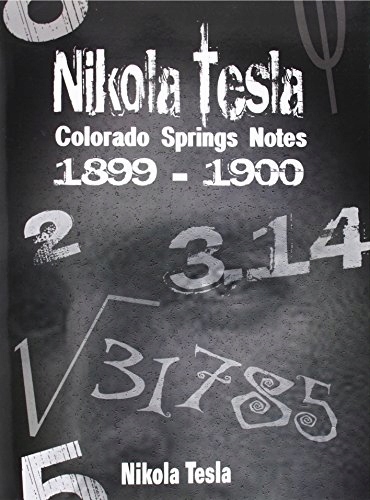 Nikola Tesla
Colorado Springs Notes
1899 - 1900
2
3.14
√31785
5
Nikola Tesla